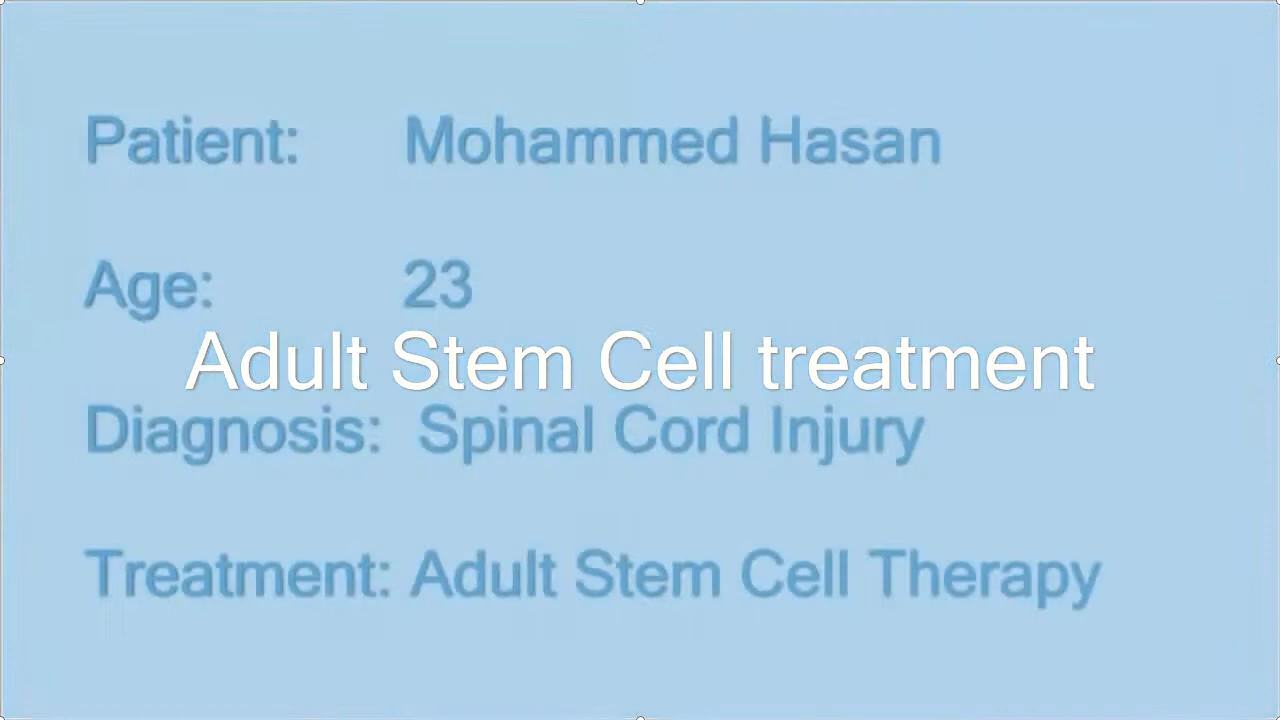 Patient: Mohammed Hasan
Age: 23
Adult Stem Cell treatment
Diagnosis: Spinal Cord Injury
Treatment: Adult Stem Cell Therapy